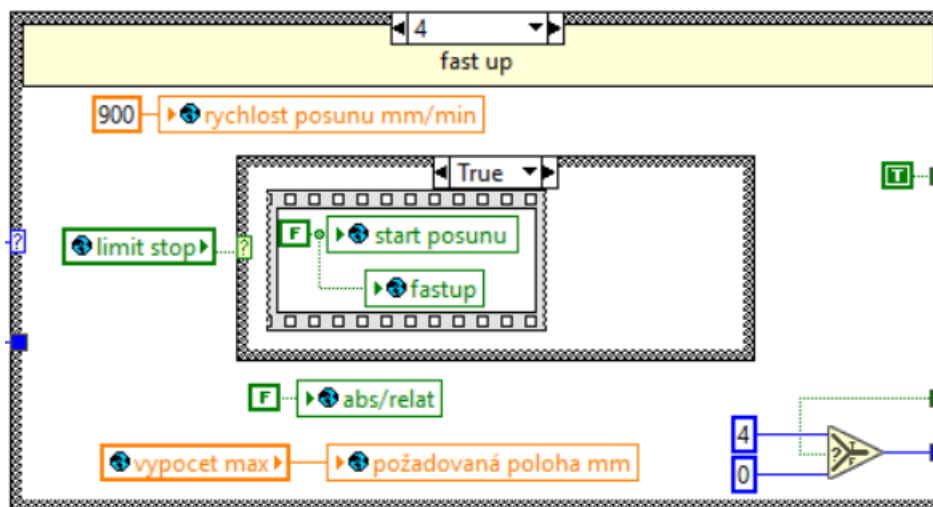 4
fast up
900 rychlost posunu mm/min
True
T
F start posunu
limit stop
?
?
fastup
F abs/relat
4
T
?
F
vypocet max požadovaná poloha mm
0